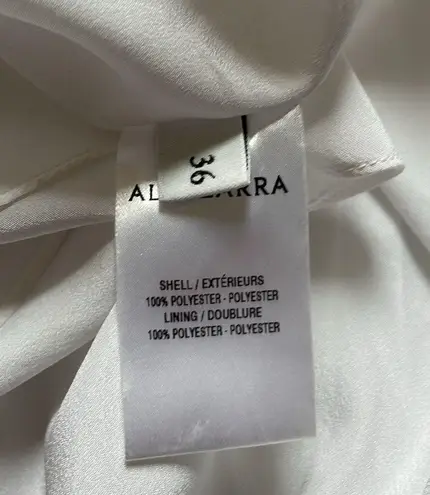 36
SHELL / EXTÉRIEURS
100% POLYESTER - POLYESTER
LINING / DOUBLURE
100% POLYESTER - POLYESTER